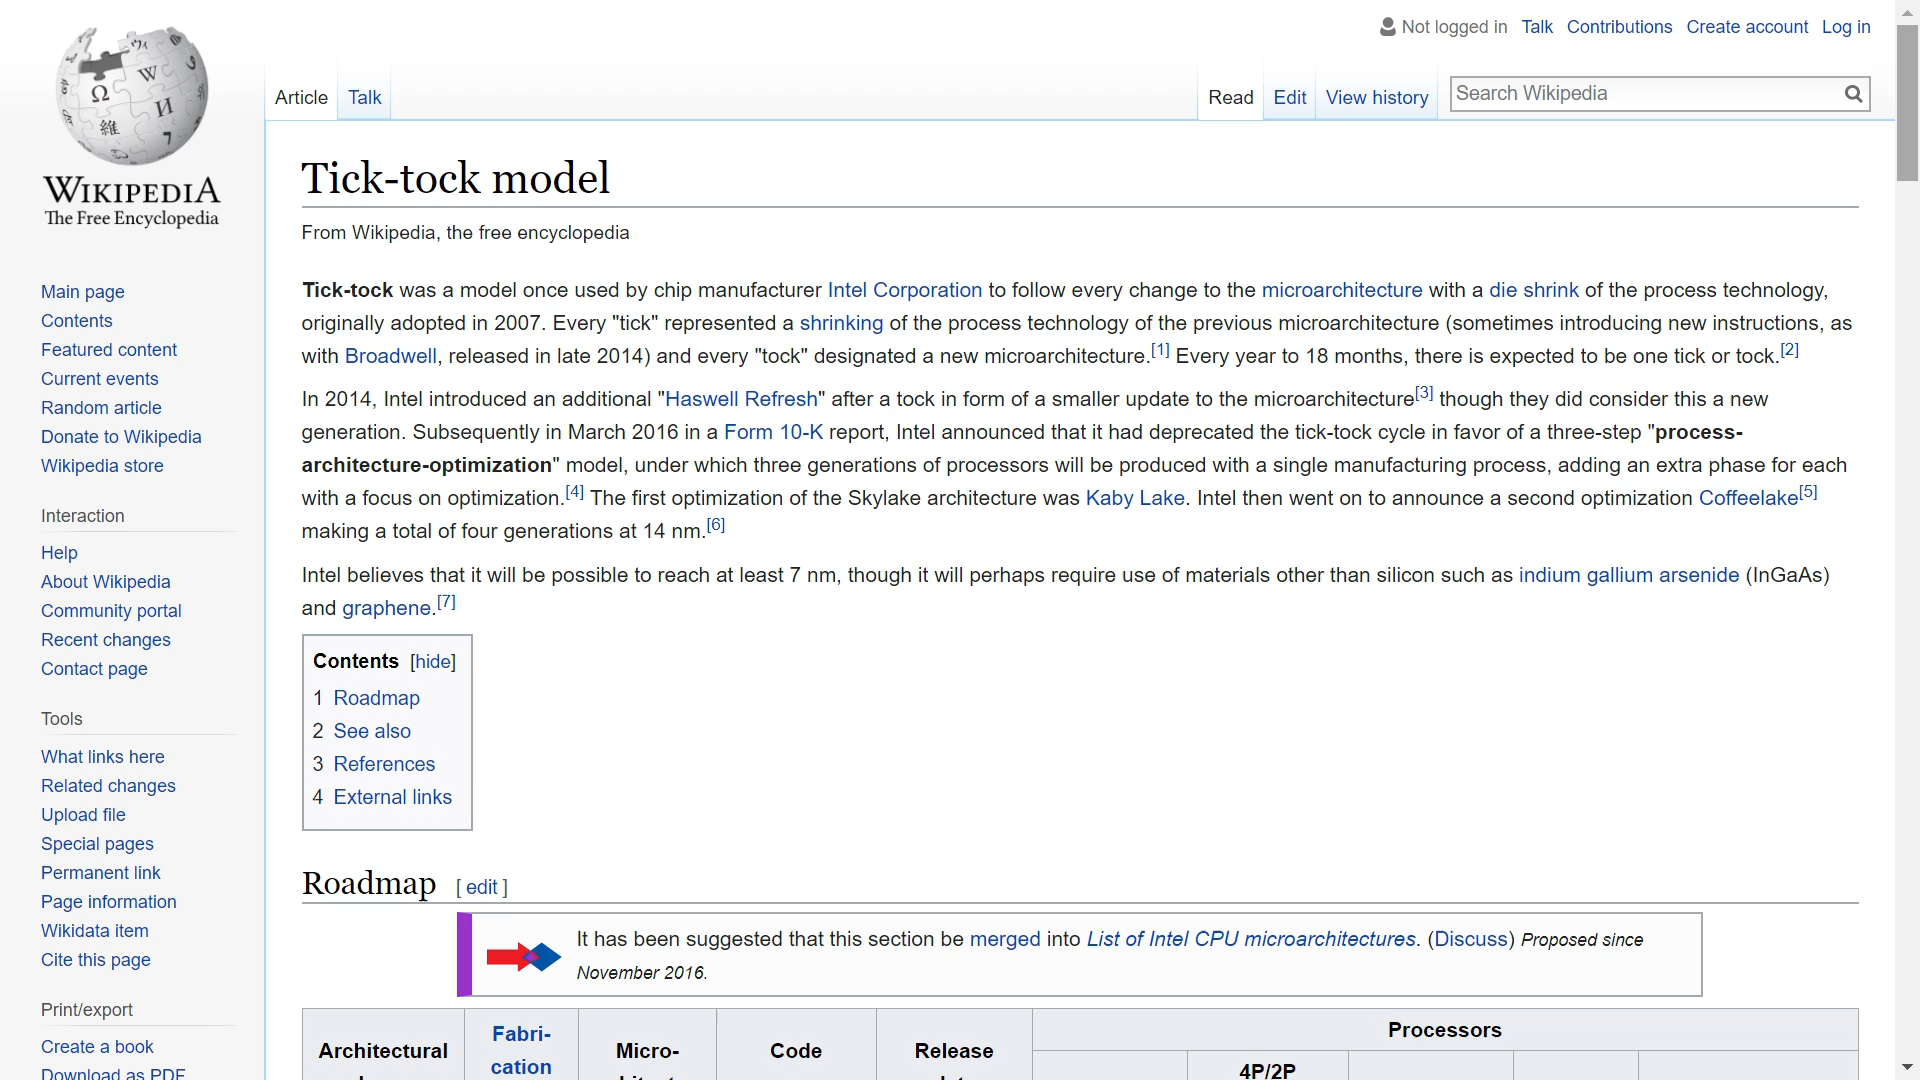 Not logged in Talk Contributions Create account Log in
Article Talk Read Edit View history Search Wikipedia
WIKIPEDIA
The Free Encyclopedia
Main page
Contents
Featured content
Current events
Random article
Donate to Wikipedia
Wikipedia store
Interaction
Help
About Wikipedia
Community portal
Recent changes
Contact page
Tools
What links here
Related changes
Upload file
Special pages
Permanent link
Page information
Wikidata item
Cite this page
Print/export
Create a book
Download as PDF
Tick-tock model
From Wikipedia, the free encyclopedia
Tick-tock was a model once used by chip manufacturer Intel Corporation to follow every change to the microarchitecture with a die shrink of the process technology,
originally adopted in 2007. Every "tick" represented a shrinking of the process technology of the previous microarchitecture (sometimes introducing new instructions, as
with Broadwell, released in late 2014) and every "tock" designated a new microarchitecture.[1] Every year to 18 months, there is expected to be one tick or tock.[2]
In 2014, Intel introduced an additional "Haswell Refresh" after a tock in form of a smaller update to the microarchitecture[3] though they did consider this a new
generation. Subsequently in March 2016 in a Form 10-K report, Intel announced that it had deprecated the tick-tock cycle in favor of a three-step "process-
architecture-optimization" model, under which three generations of processors will be produced with a single manufacturing process, adding an extra phase for each
with a focus on optimization.[4] The first optimization of the Skylake architecture was Kaby Lake. Intel then went on to announce a second optimization Coffeelake[5]
making a total of four generations at 14 nm.[6]
Intel believes that it will be possible to reach at least 7 nm, though it will perhaps require use of materials other than silicon such as indium gallium arsenide (InGaAs)
and graphene.[7]
Contents [hide]
1 Roadmap
2 See also
3 References
4 External links
Roadmap [ edit ]
It has been suggested that this section be merged into List of Intel CPU microarchitectures. (Discuss) Proposed since
November 2016.
Processors
Fabri-
Architectural Micro- Code Release
cation
4P/2P